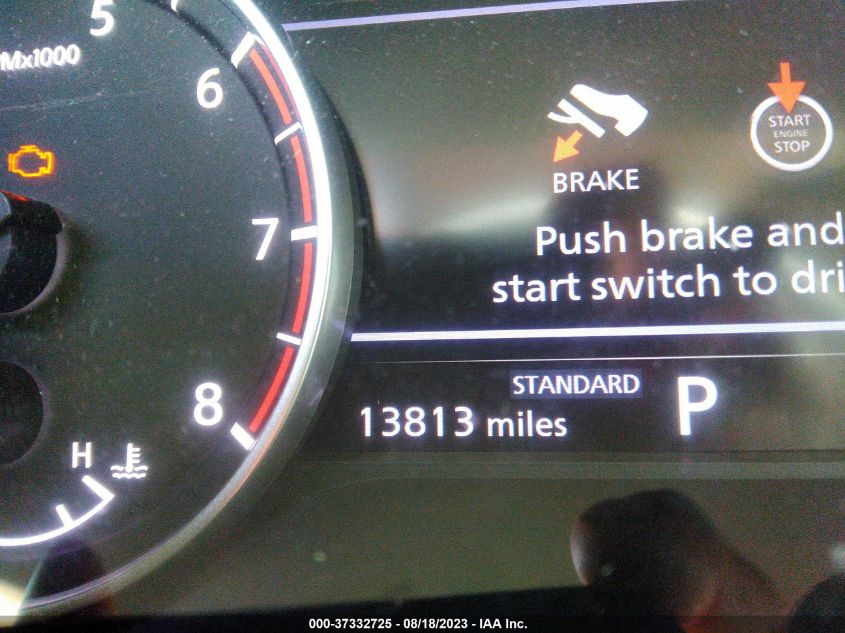 5
Mx1000
6
7
8
H
START
ENGINE
STOP
BRAKE
Push brake and
start switch to dri
STANDARD
13813 miles
P
000-37332725 - 08/18/2023 - IAA Inc.